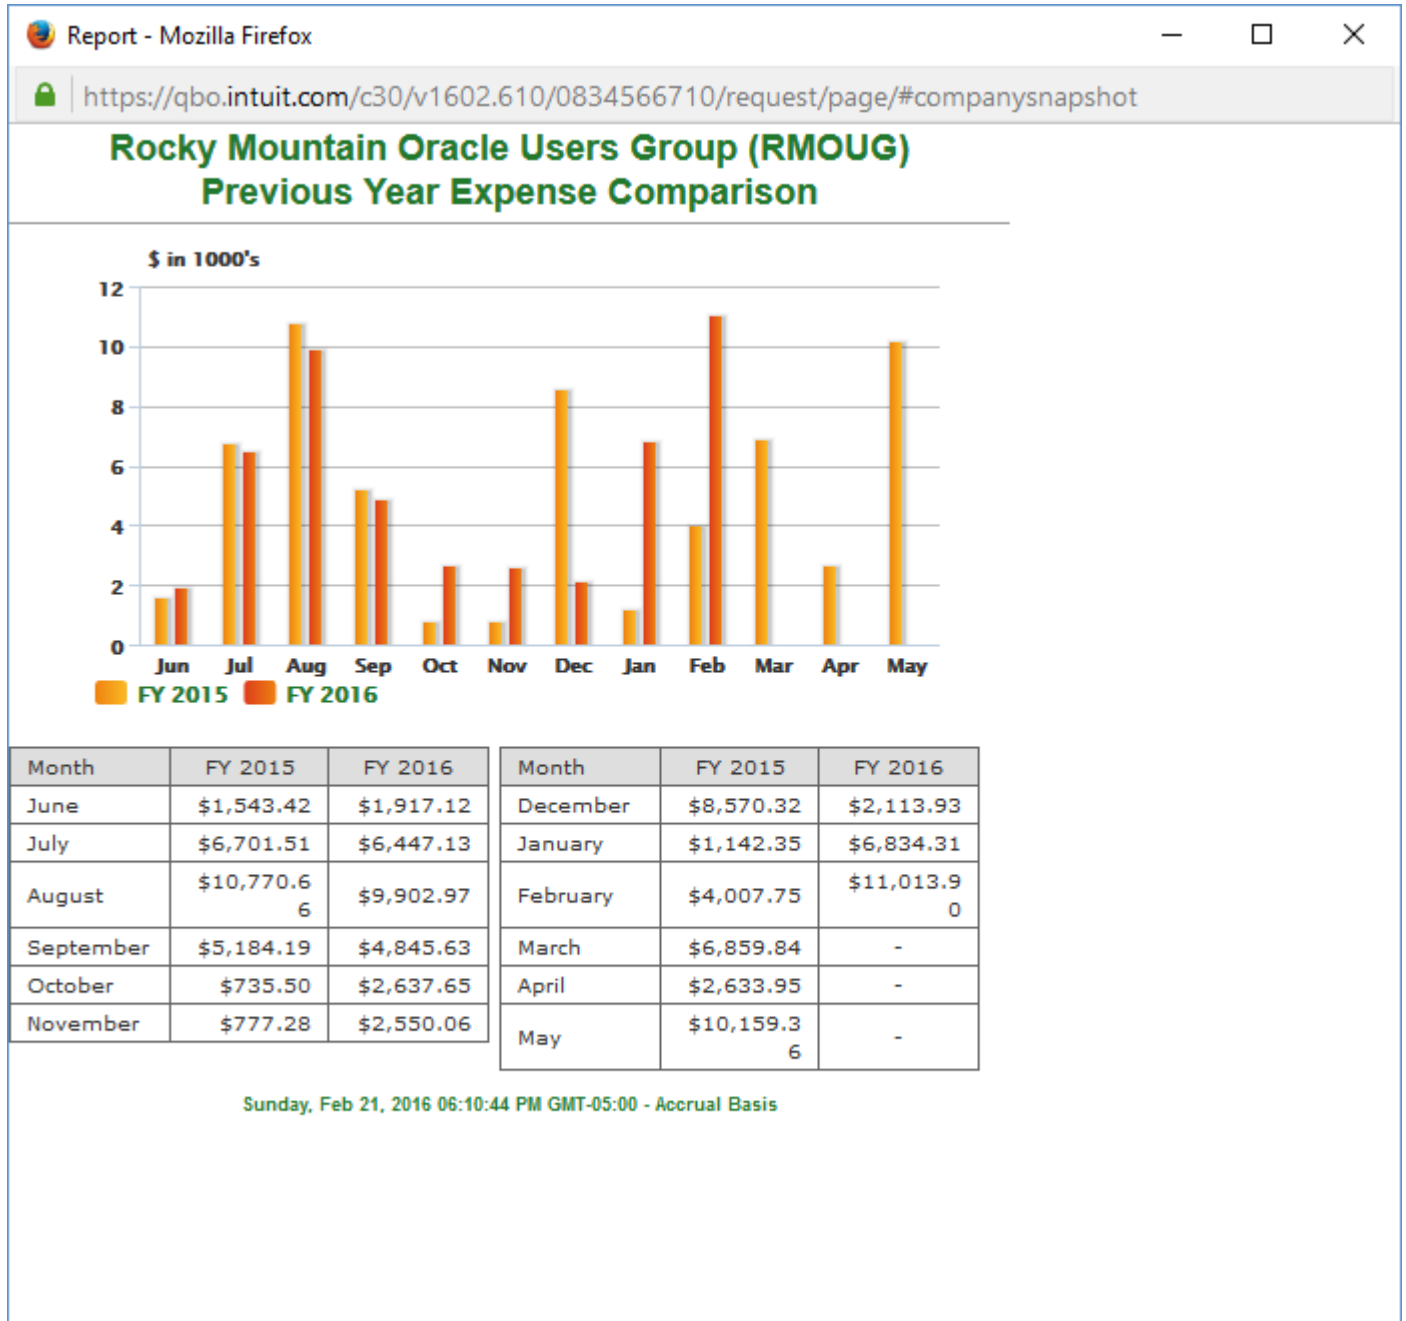 Report - Mozilla Firefox
https://qbo.intuit.com/c30/v1602.610/0834566710/request/page/#companysnapshot
Rocky Mountain Oracle Users Group (RMOUG)
Previous Year Expense Comparison
$ in 1000's
12
10
8
6
4
2
0
Jun Jul Aug Sep Oct Nov Dec Jan Feb Mar Apr May
FY 2015 FY 2016
Month FY 2015 FY 2016
June $1,543.42 $1,917.12
July $6,701.51 $6,447.13
August $10,770.6
6 $9,902.97
September $5,184.19 $4,845.63
October $735.50 $2,637.65
November $777.28 $2,550.06
Month FY 2015 FY 2016
December $8,570.32 $2,113.93
January $1,142.35 $6,834.31
February $4,007.75 $11,013.9
0
March $6,859.84 -
April $2,633.95 -
May $10,159.3
6 -
Sunday, Feb 21, 2016 06:10:44 PM GMT-05:00 - Accrual Basis